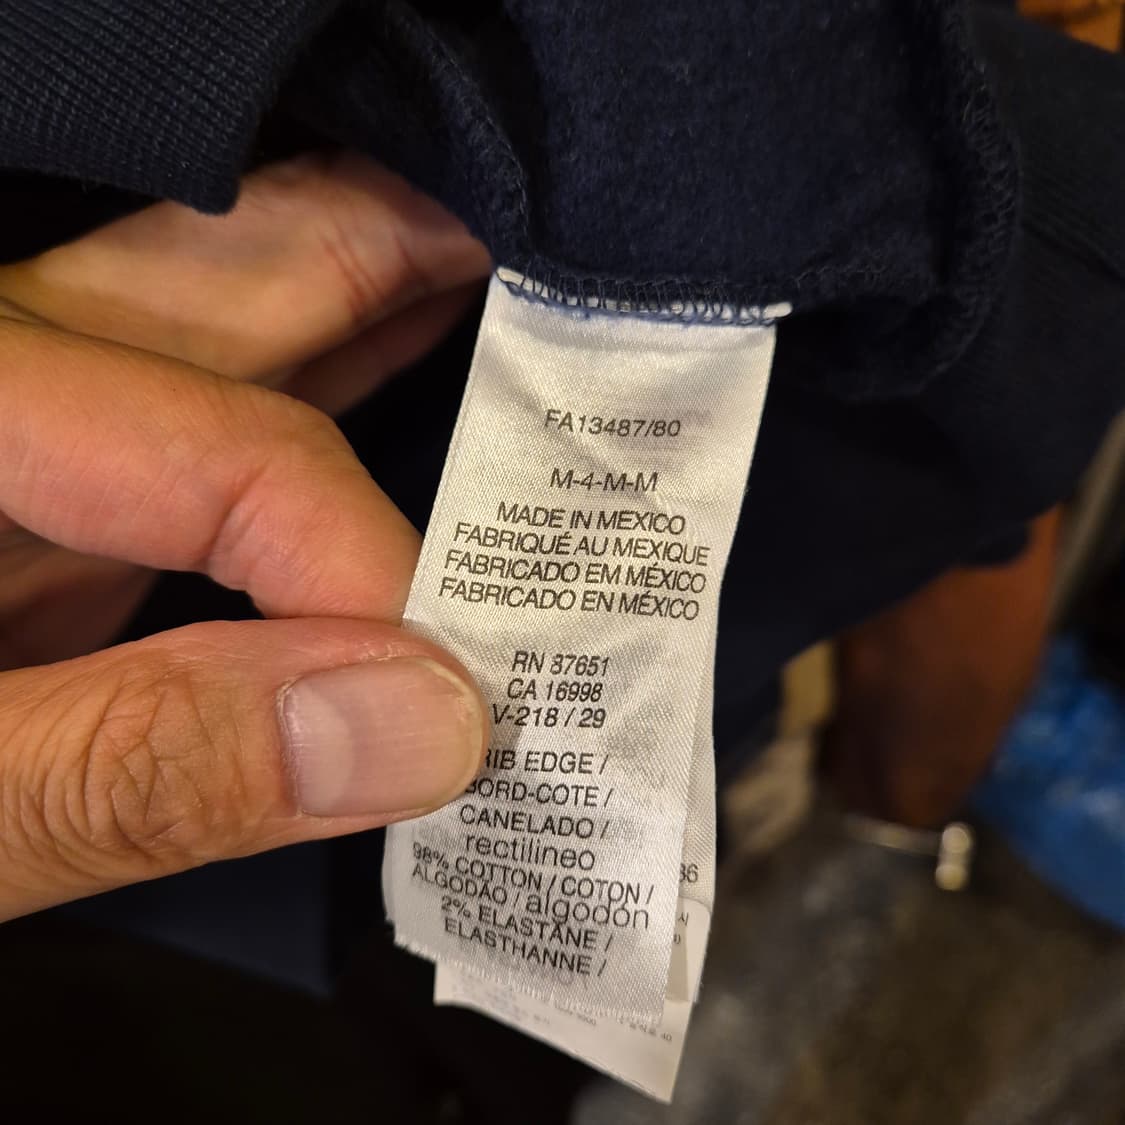 FA13487/80
M-4-M-M
MADE IN MEXICO
FABRIQUÉ AU MEXIQUE
FABRICADO EM MÉXICO
FABRICADO EN MÉXICO
RN 87651
CA 16998
V-218 / 29
RIB EDGE /
BORD-COTE /
CANELADO /
rectilineo
98% COTTON / COTON /
ALGODÃO / algodón
2% ELASTANE /
ELASTHANNE /